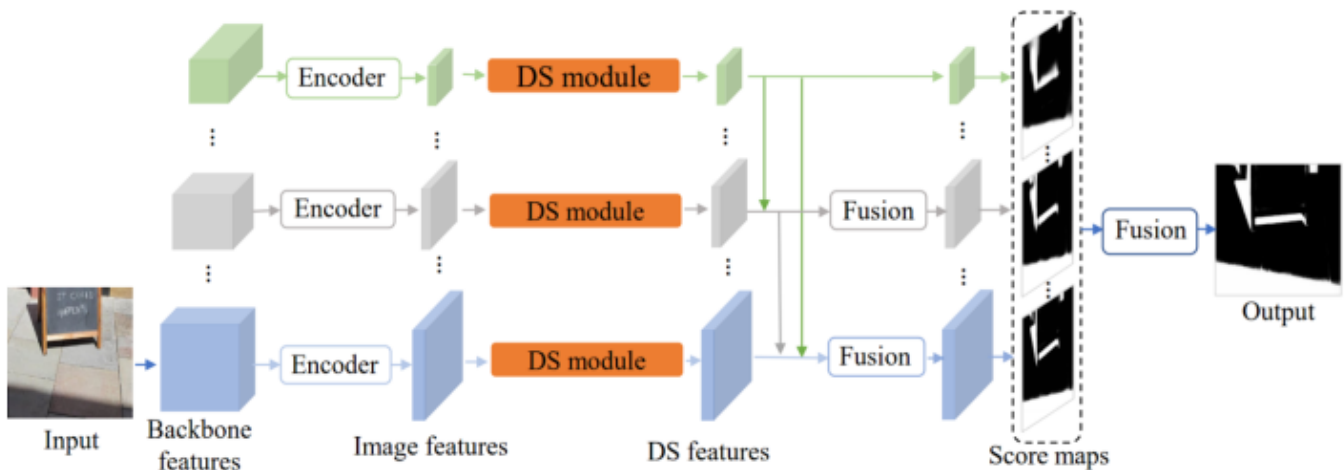 Encoder
DS module
Encoder
DS module
Fusion
Fusion
Output
Encoder
DS module
Fusion
Input
Backbone
features
Image features
DS features
Score maps